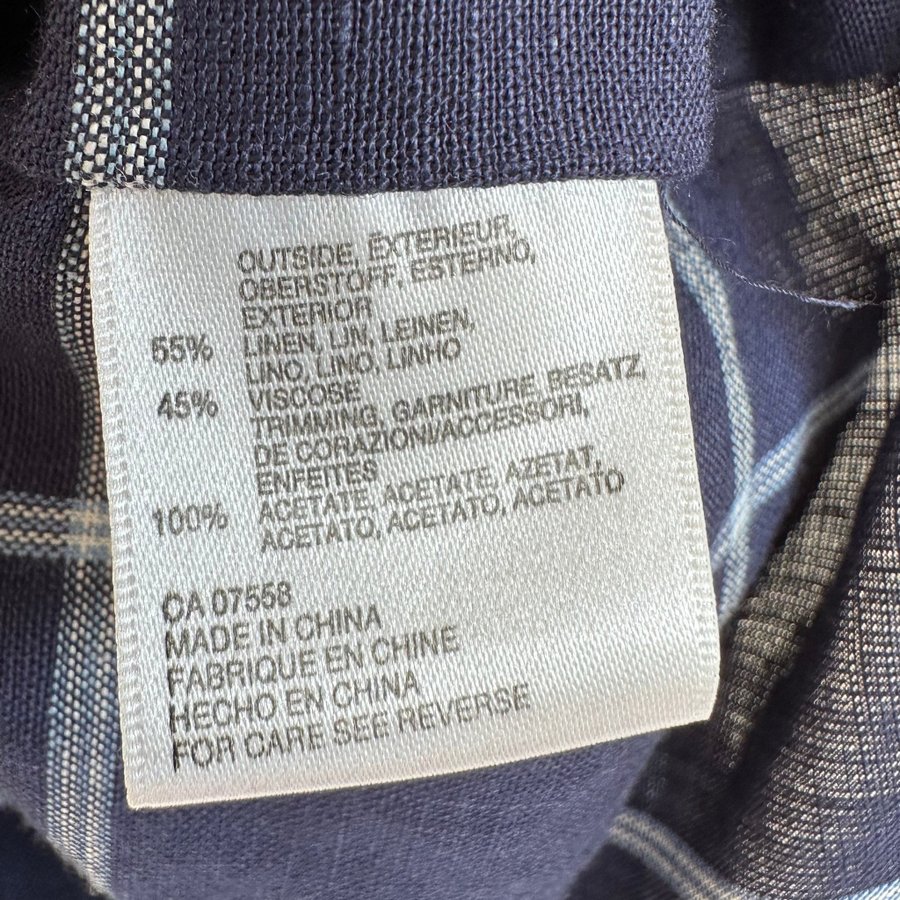 OUTSIDE, EXTERIEUR,
OBERSTOFF, ESTERNO,
EXTERIOR
55% LINEN, LIN, LEINEN,
LINO, LINO, LINHO
45% VISCOSE
TRIMMING, GARNITURE, BESATZ,
DE CORAZIONI/ACCESSORI,
ENFEITES
100% ACETATE, ACETATE, AZETAT,
ACETATO, ACETATO, ACETATO
CA 07558
MADE IN CHINA
FABRIQUE EN CHINE
HECHO EN CHINA
FOR CARE SEE REVERSE